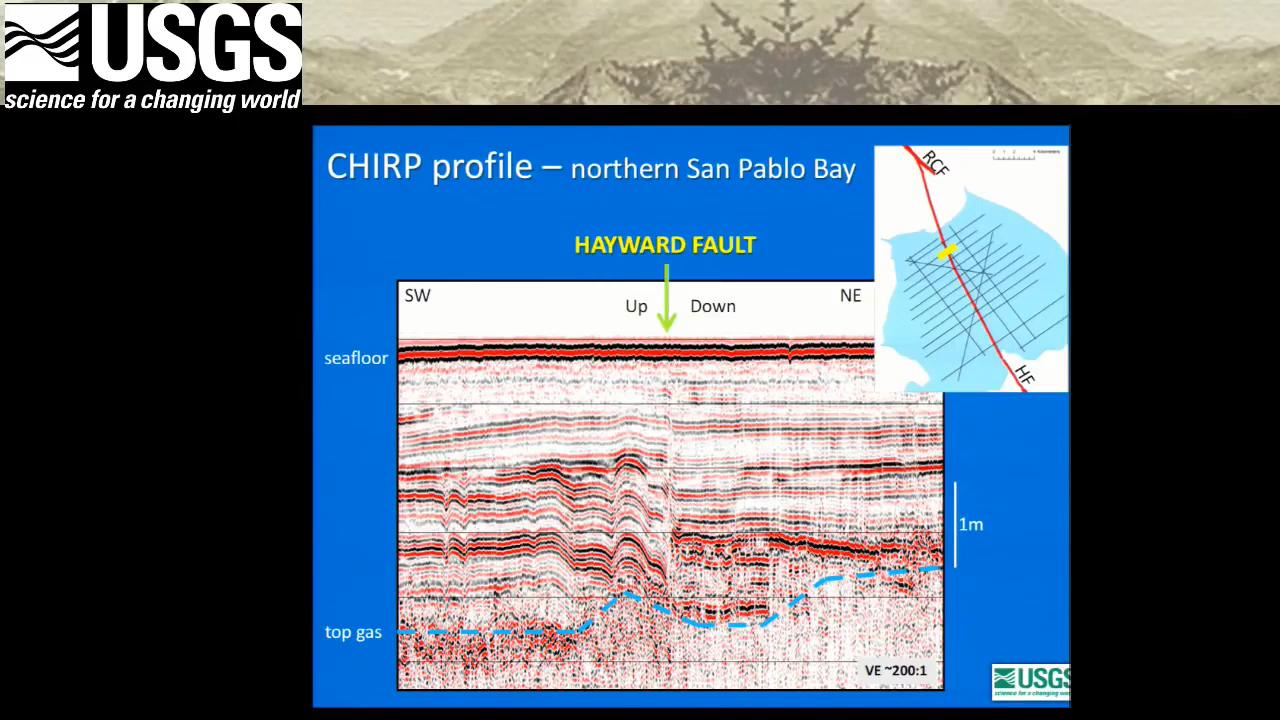 USGS
science for a changing world
CHIRP profile – northern San Pablo Bay
RCF
HAYWARD FAULT
SW
Up
Down
NE
seafloor
HF
1m
top gas
VE ~200:1
USGS
science for a changing wor